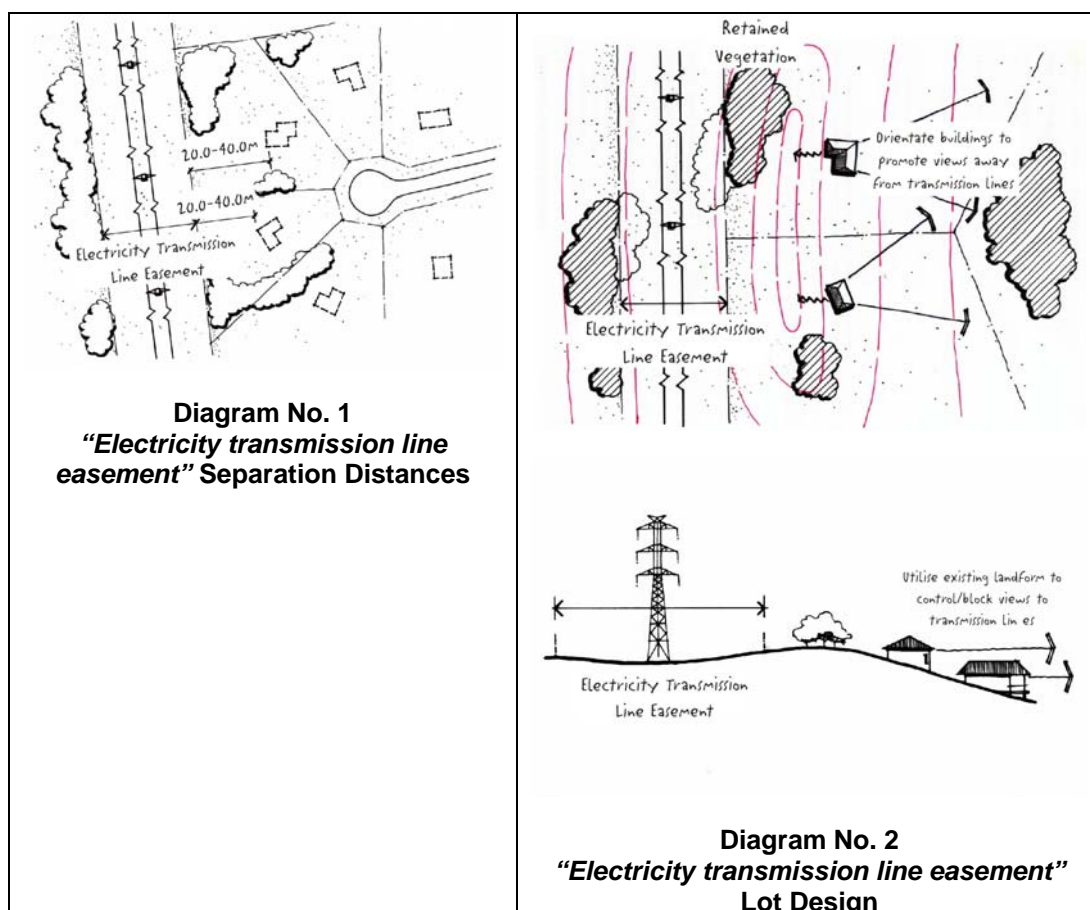 20.0-40.0m
20.0-40.0m
Electricity Transmission
Line Easement
Diagram No. 1
“Electricity transmission line
easement” Separation Distances
Retained
Vegetation
Orientate buildings to
promote views away
from transmission lines
Electricity Transmission
Line Easement
Utilise existing landform to
control/block views to
transmission lin es
Electricity Transmission
Line Easement
Diagram No. 2
“Electricity transmission line easement”
Lot Design